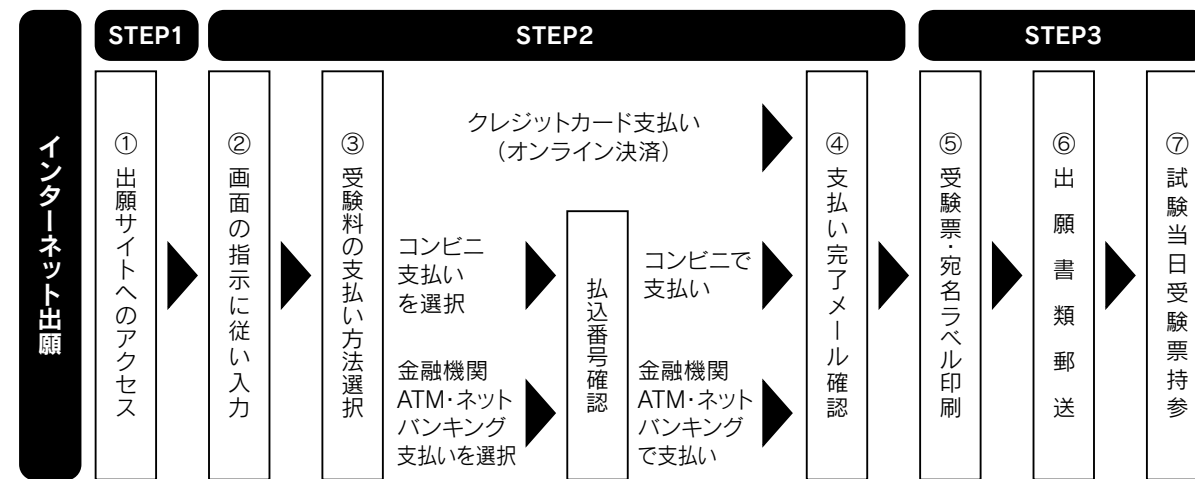 インターネット出願
STEP1
STEP2
STEP3
① 出願サイトへのアクセス
② 画面の指示に従い入力
③ 受験料の支払い方法選択
クレジットカード支払い
（オンライン決済）
コンビニ
支払い
を選択
金融機関
ATM・ネット
バンキング
支払いを選択
払込番号確認
コンビニで
支払い
金融機関
ATM・ネット
バンキング
で支払い
④ 支払い完了メール確認
⑤ 受験票・宛名ラベル印刷
⑥ 出願書類郵送
⑦ 試験当日受験票持参